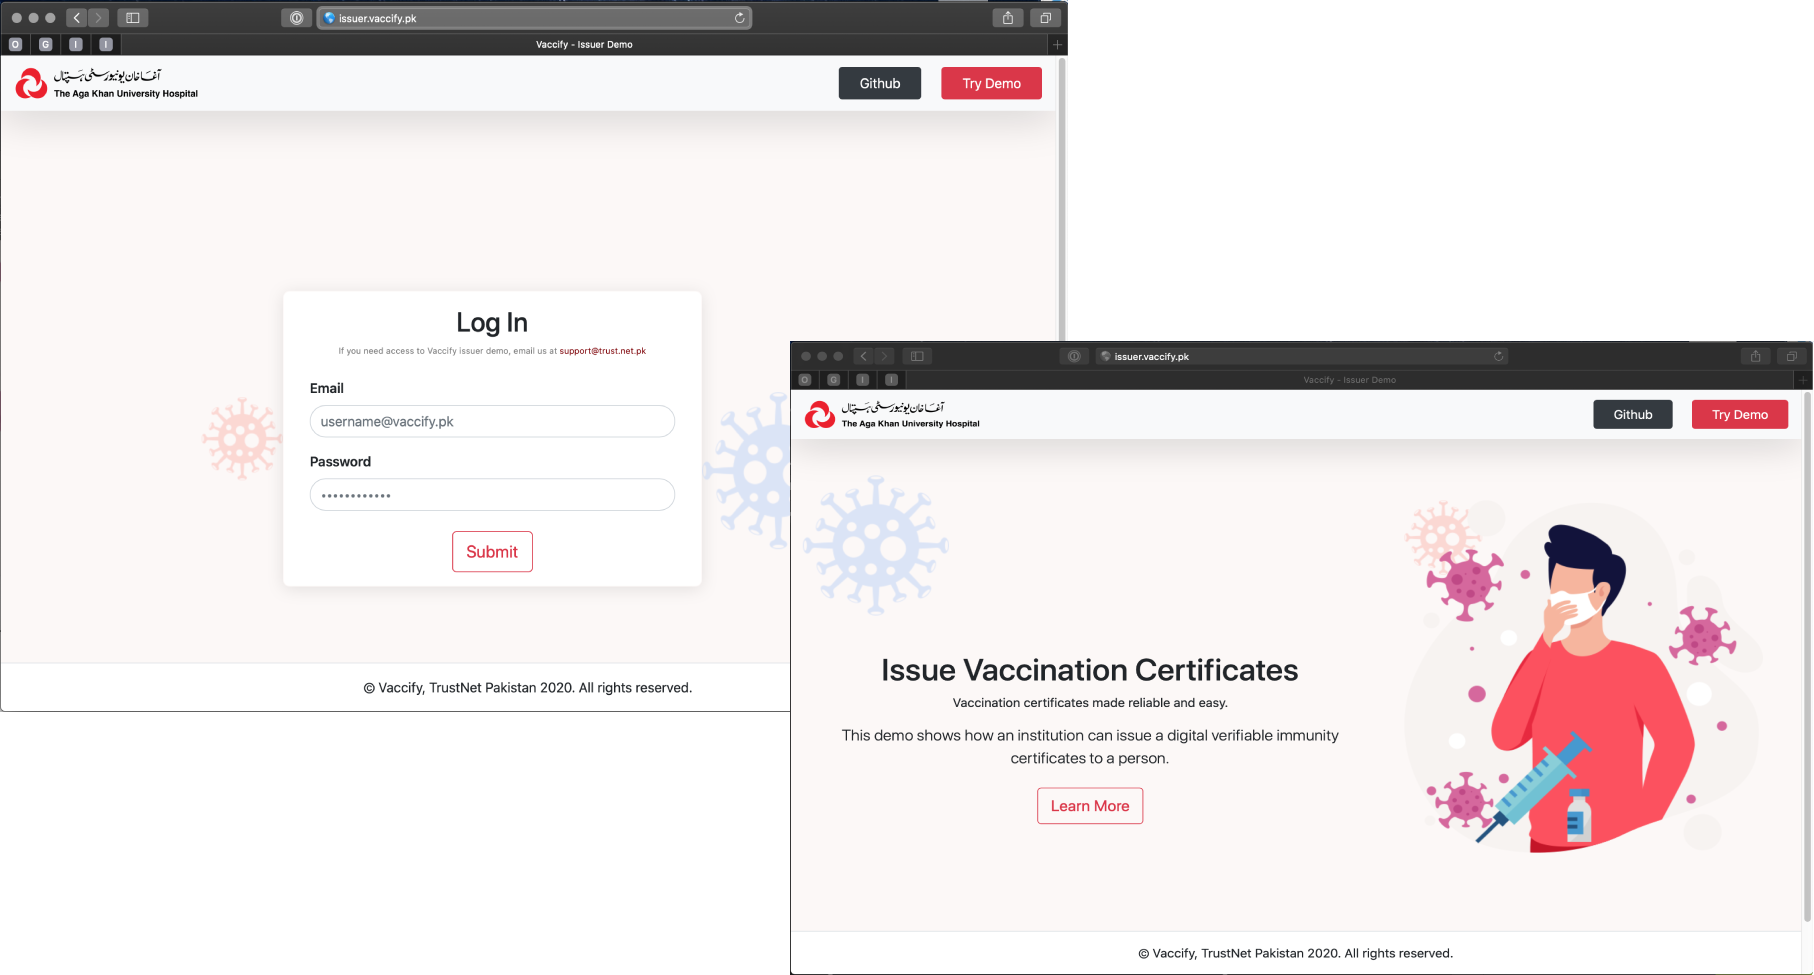 issuer.vaccify.pk
O G I I
Vaccify - Issuer Demo
آغا خان یونیورسٹی ہسپتال
The Aga Khan University Hospital
Github
Try Demo
Log In
If you need access to Vaccify issuer demo, email us at support@trust.net.pk
Email
username@vaccify.pk
Password
••••••••••••
Submit
© Vaccify, TrustNet Pakistan 2020. All rights reserved.
issuer.vaccify.pk
O G I I
Vaccify - Issuer Demo
آغا خان یونیورسٹی ہسپتال
The Aga Khan University Hospital
Github
Try Demo
Issue Vaccination Certificates
Vaccination certificates made reliable and easy.
This demo shows how an institution can issue a digital verifiable immunity
certificates to a person.
Learn More
© Vaccify, TrustNet Pakistan 2020. All rights reserved.